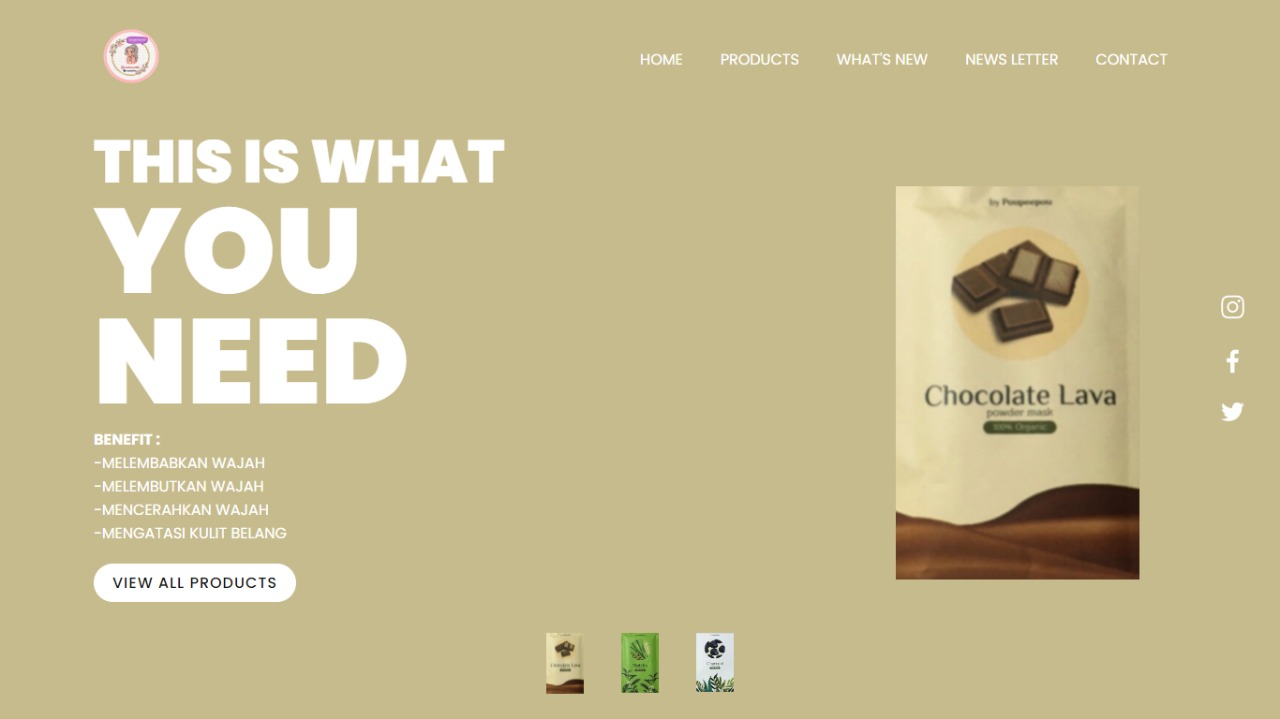 HOME PRODUCTS WHAT'S NEW NEWS LETTER CONTACT
THIS IS WHAT
YOU
NEED
BENEFIT :
-MELEMBABKAN WAJAH
-MELEMBUTKAN WAJAH
-MENCERAHKAN WAJAH
-MENGATASI KULIT BELANG
VIEW ALL PRODUCTS
by Poupeepou
Chocolate Lava
powder mask
100% Organic